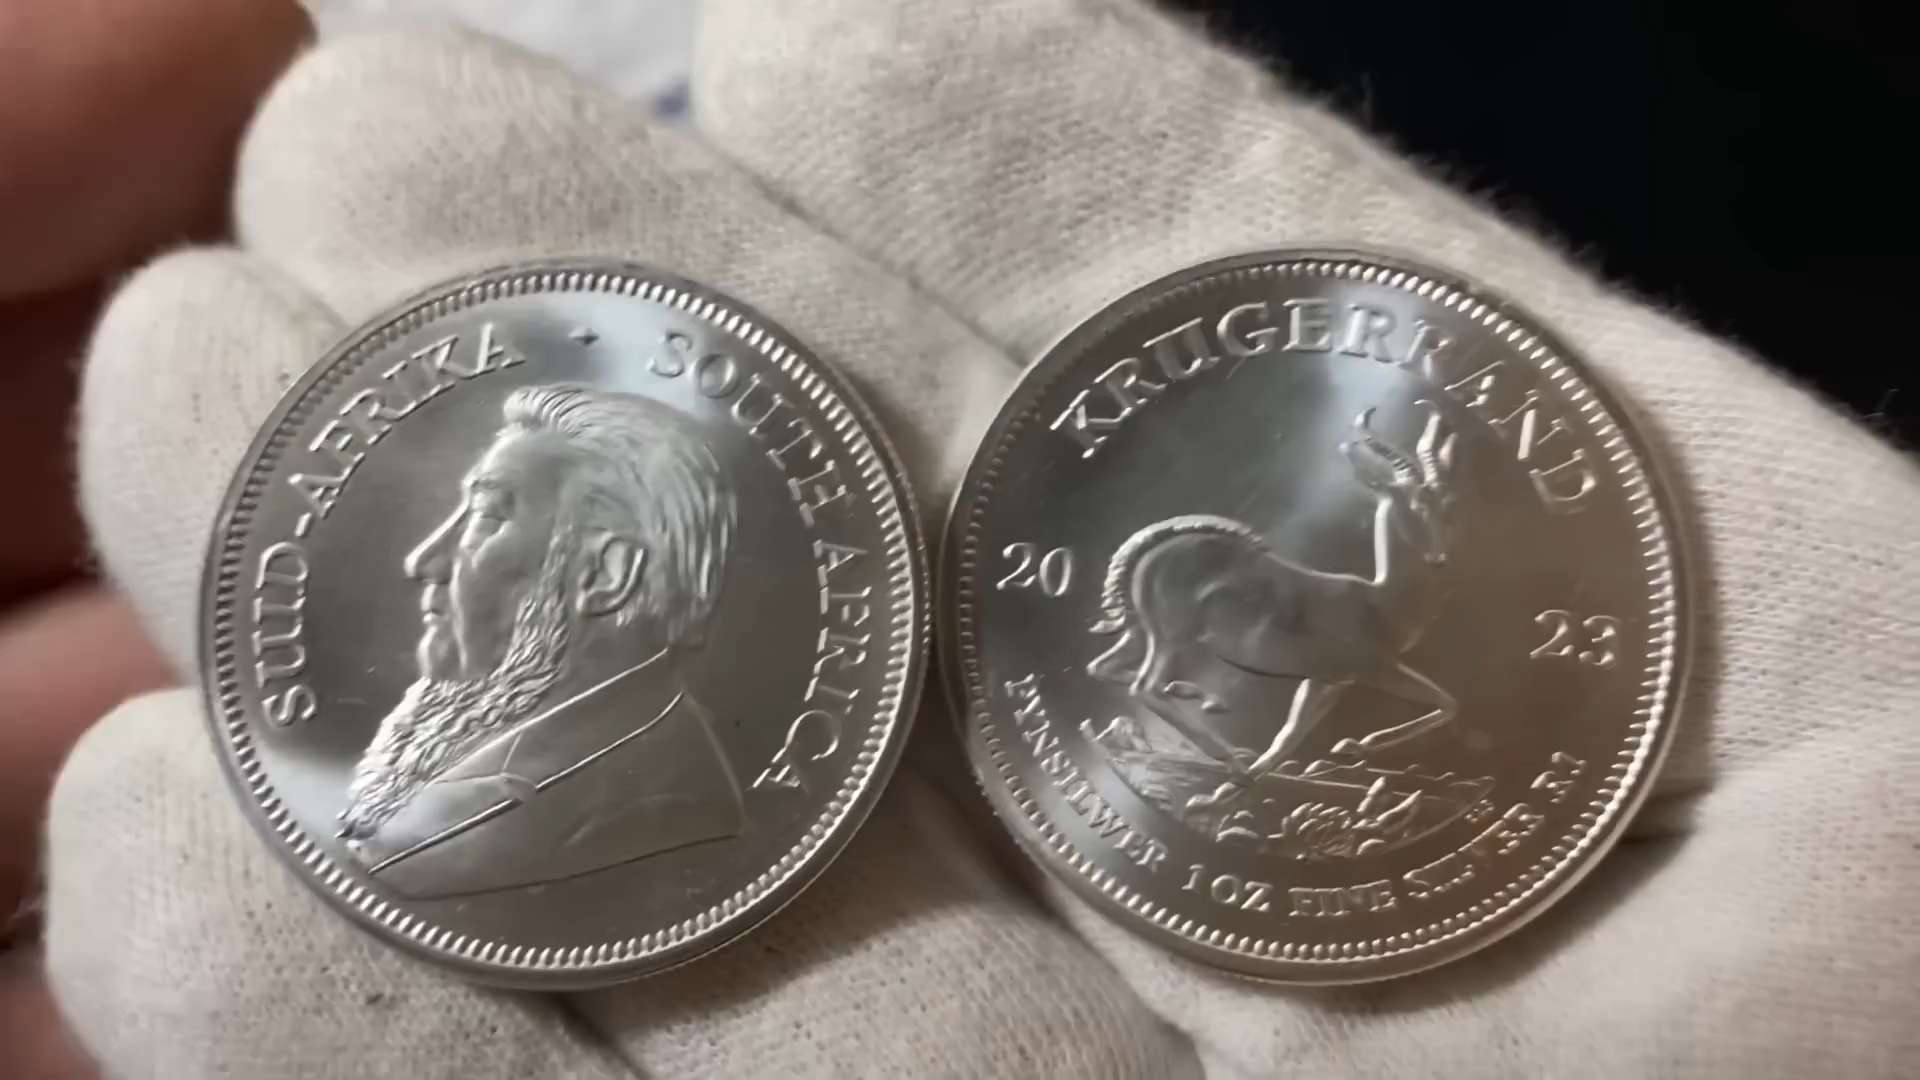 SUID-AFRIKA · SOUTH AFRICA
KRUGERRAND
20 23
FYNSILWER 1 OZ FINE SILVER R1